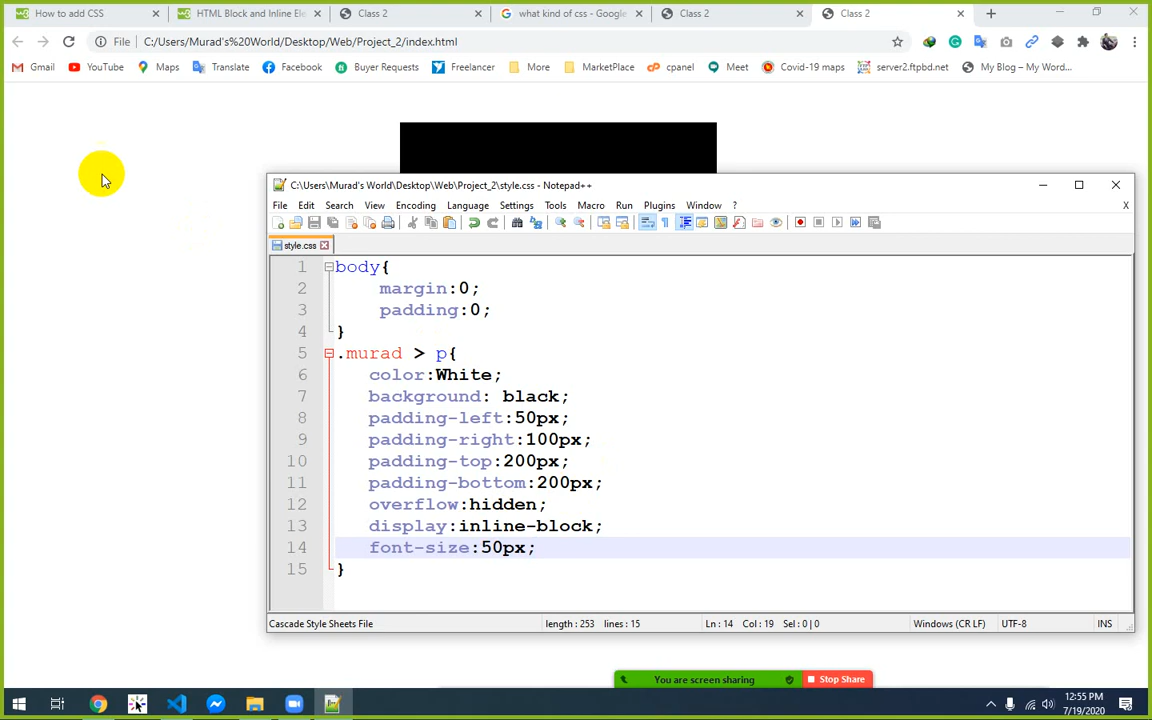 How to add CSS
HTML Block and Inline Ele
Class 2
what kind of css - Google
Class 2
Class 2
File C:/Users/Murad's%20World/Desktop/Web/Project_2/index.html
Gmail YouTube Maps Translate Facebook Buyer Requests Freelancer More MarketPlace cpanel Meet Covid-19 maps server2.ftpbd.net My Blog – My Wor...
C:\Users\Murad's World\Desktop\Web\Project_2\style.css - Notepad++
File Edit Search View Encoding Language Settings Tools Macro Run Plugins Window ? X
style.css
1 body{
2 margin:0;
3 padding:0;
4 }
5 .murad > p{
6 color:White;
7 background: black;
8 padding-left:50px;
9 padding-right:100px;
10 padding-top:200px;
11 padding-bottom:200px;
12 overflow:hidden;
13 display:inline-block;
14 font-size:50px;
15 }
Cascade Style Sheets File length : 253 lines : 15 Ln : 14 Col : 19 Sel : 0 | 0 Windows (CR LF) UTF-8 INS
You are screen sharing Stop Share
12:55 PM
7/19/2020